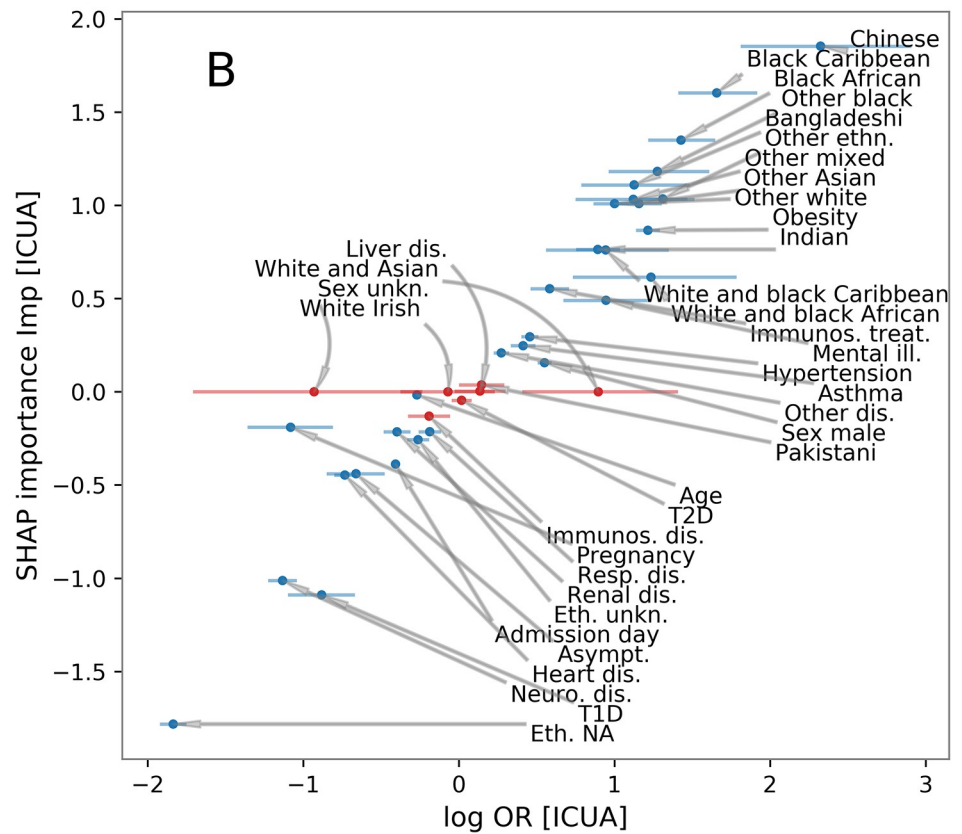 B
SHAP importance Imp [ICUA]
2.0
1.5
1.0
0.5
0.0
−0.5
−1.0
−1.5
Chinese
Black Caribbean
Black African
Other black
Bangladeshi
Other ethn.
Other mixed
Other Asian
Other white
Obesity
Indian
Liver dis.
White and Asian
Sex unkn.
White Irish
White and black Caribbean
White and black African
Immunos. treat.
Mental ill.
Hypertension
Asthma
Other dis.
Sex male
Pakistani
Age
T2D
Immunos. dis.
Pregnancy
Resp. dis.
Renal dis.
Eth. unkn.
Admission day
Asympt.
Heart dis.
Neuro. dis.
T1D
Eth. NA
−2
−1
0
1
2
3
log OR [ICUA]